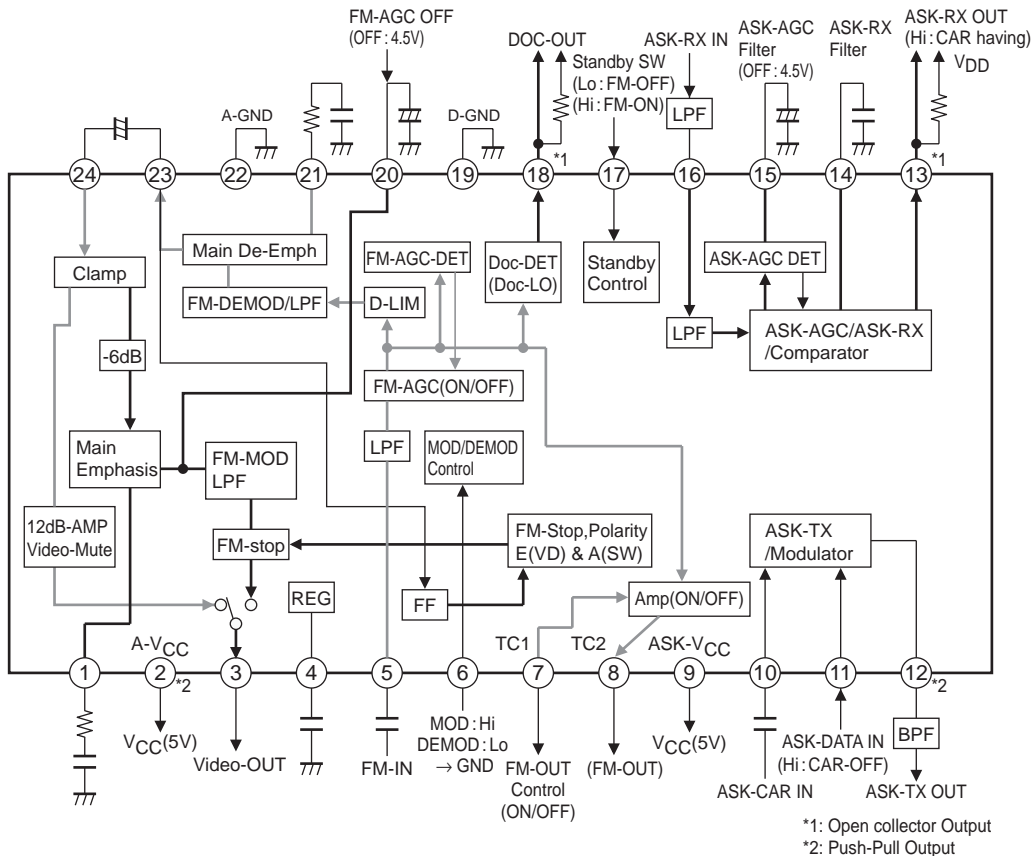 FM-AGC OFF
(OFF : 4.5V)
DOC-OUT
Standby SW
(Lo : FM-OFF)
(Hi : FM-ON)
ASK-RX IN
LPF
ASK-AGC
Filter
(OFF : 4.5V)
ASK-RX
Filter
ASK-RX OUT
(Hi : CAR having)
VDD
A-GND
D-GND
*1
*1
24
23
22
21
20
19
18
17
16
15
14
13
Main De-Emph
Clamp
FM-DEMOD/LPF
D-LIM
FM-AGC-DET
Doc-DET
(Doc-LO)
Standby
Control
ASK-AGC DET
LPF
ASK-AGC/ASK-RX
/Comparator
-6dB
FM-AGC(ON/OFF)
Main
Emphasis
FM-MOD
LPF
LPF
MOD/DEMOD
Control
12dB-AMP
Video-Mute
FM-stop
FM-Stop,Polarity
E(VD) & A(SW)
ASK-TX
/Modulator
REG
FF
Amp(ON/OFF)
A-VCC
TC1
TC2
ASK-VCC
1
2
3
4
5
6
7
8
9
10
11
12
*2
*2
VCC(5V)
Video-OUT
FM-IN
MOD : Hi
DEMOD : Lo
→ GND
FM-OUT
Control
(ON/OFF)
(FM-OUT)
VCC(5V)
ASK-CAR IN
ASK-DATA IN
(Hi : CAR-OFF)
BPF
ASK-TX OUT
*1: Open collector Output
*2: Push-Pull Output